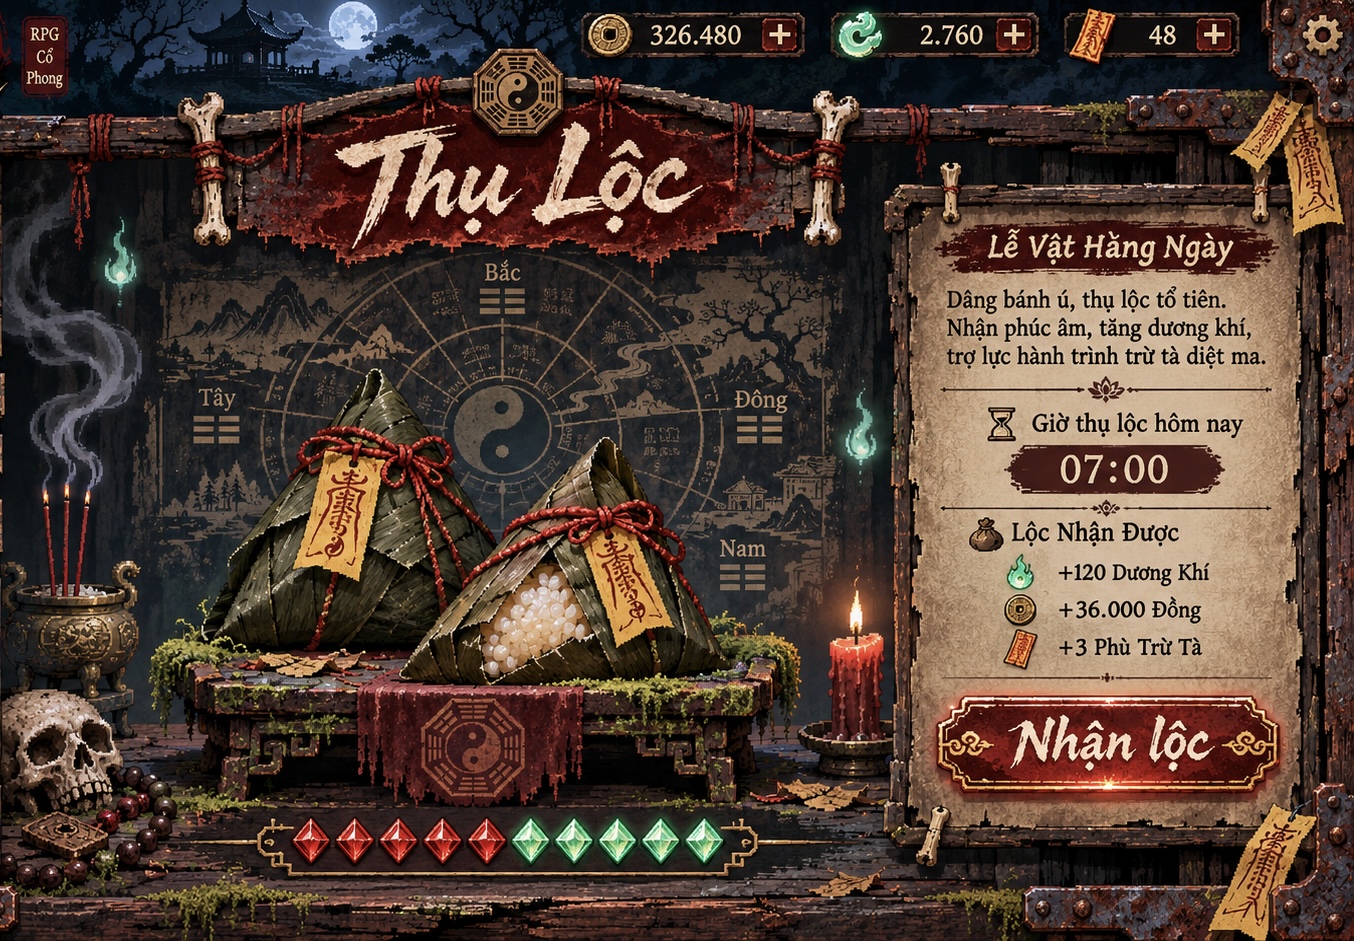 RPG
Cổ
Phong
326.480
2.760
48
Thụ Lộc
Bắc
Tây
Đông
Nam
Lễ Vật Hằng Ngày
Dâng bánh ú, thụ lộc tổ tiên.
Nhận phúc âm, tăng dương khí,
trợ lực hành trình trừ tà diệt ma.
Giờ thụ lộc hôm nay
07:00
Lộc Nhận Được
+120 Dương Khí
+36.000 Đồng
+3 Phù Trừ Tà
Nhận lộc